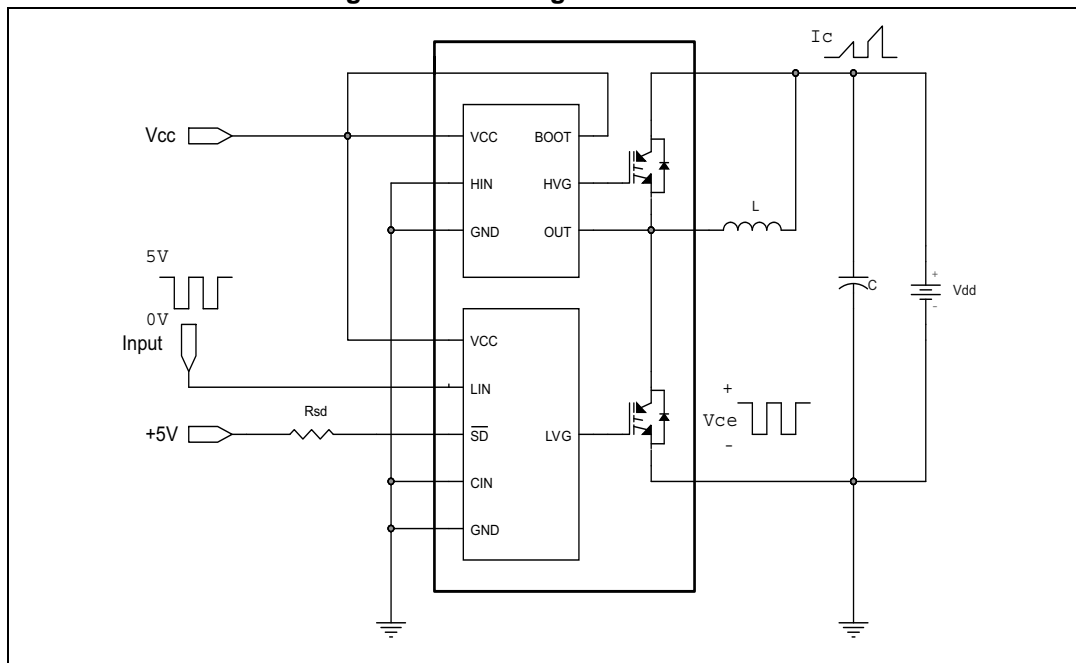 Ic
Vcc
VCC
BOOT
HIN
HVG
GND
OUT
L
5V
0V
Input
C
+
Vdd
-
VCC
LIN
Rsd
+5V
SD
LVG
CIN
GND
+
Vce
-